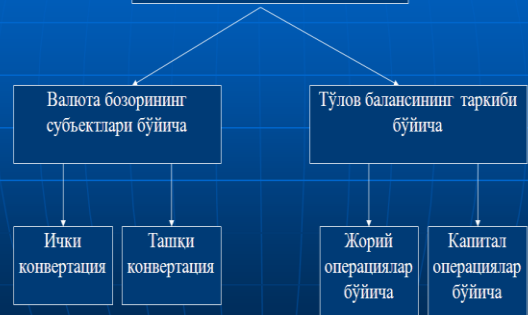 Валюта бозорининг
субъектлари бўйича
Тўлов балансининг таркиби
бўйича
Ички
конвертация
Ташқи
конвертация
Жорий
операциялар
бўйича
Капитал
операциялар
бўйича